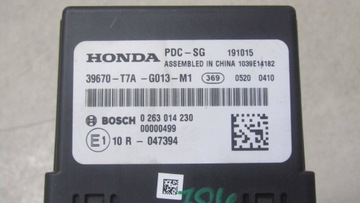 HONDA PDC-SG 191015
ASSEMBLED IN CHINA 1039E14182
39670-T7A -G013-M1 369 0520 0410
BOSCH 0 263 014 230
00000499
E1 10 R - 047394